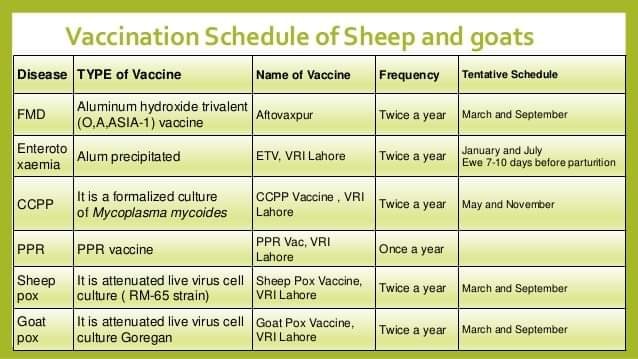 Vaccination Schedule of Sheep and goats
Disease TYPE of Vaccine Name of Vaccine Frequency Tentative Schedule
FMD
Aluminum hydroxide trivalent
(O,A,ASIA-1) vaccine
Aftovaxpur
Twice a year
March and September
Enteroto
xaemia
Alum precipitated
ETV, VRI Lahore
Twice a year
January and July
Ewe 7-10 days before parturition
CCPP
It is a formalized culture
of Mycoplasma mycoides
CCPP Vaccine , VRI
Lahore
Twice a year
May and November
PPR
PPR vaccine
PPR Vac, VRI
Lahore
Once a year
Sheep
pox
It is attenuated live virus cell
culture ( RM-65 strain)
Sheep Pox Vaccine,
VRI Lahore
Twice a year
March and September
Goat
pox
It is attenuated live virus cell
culture Goregan
Goat Pox Vaccine,
VRI Lahore
Twice a year
March and September